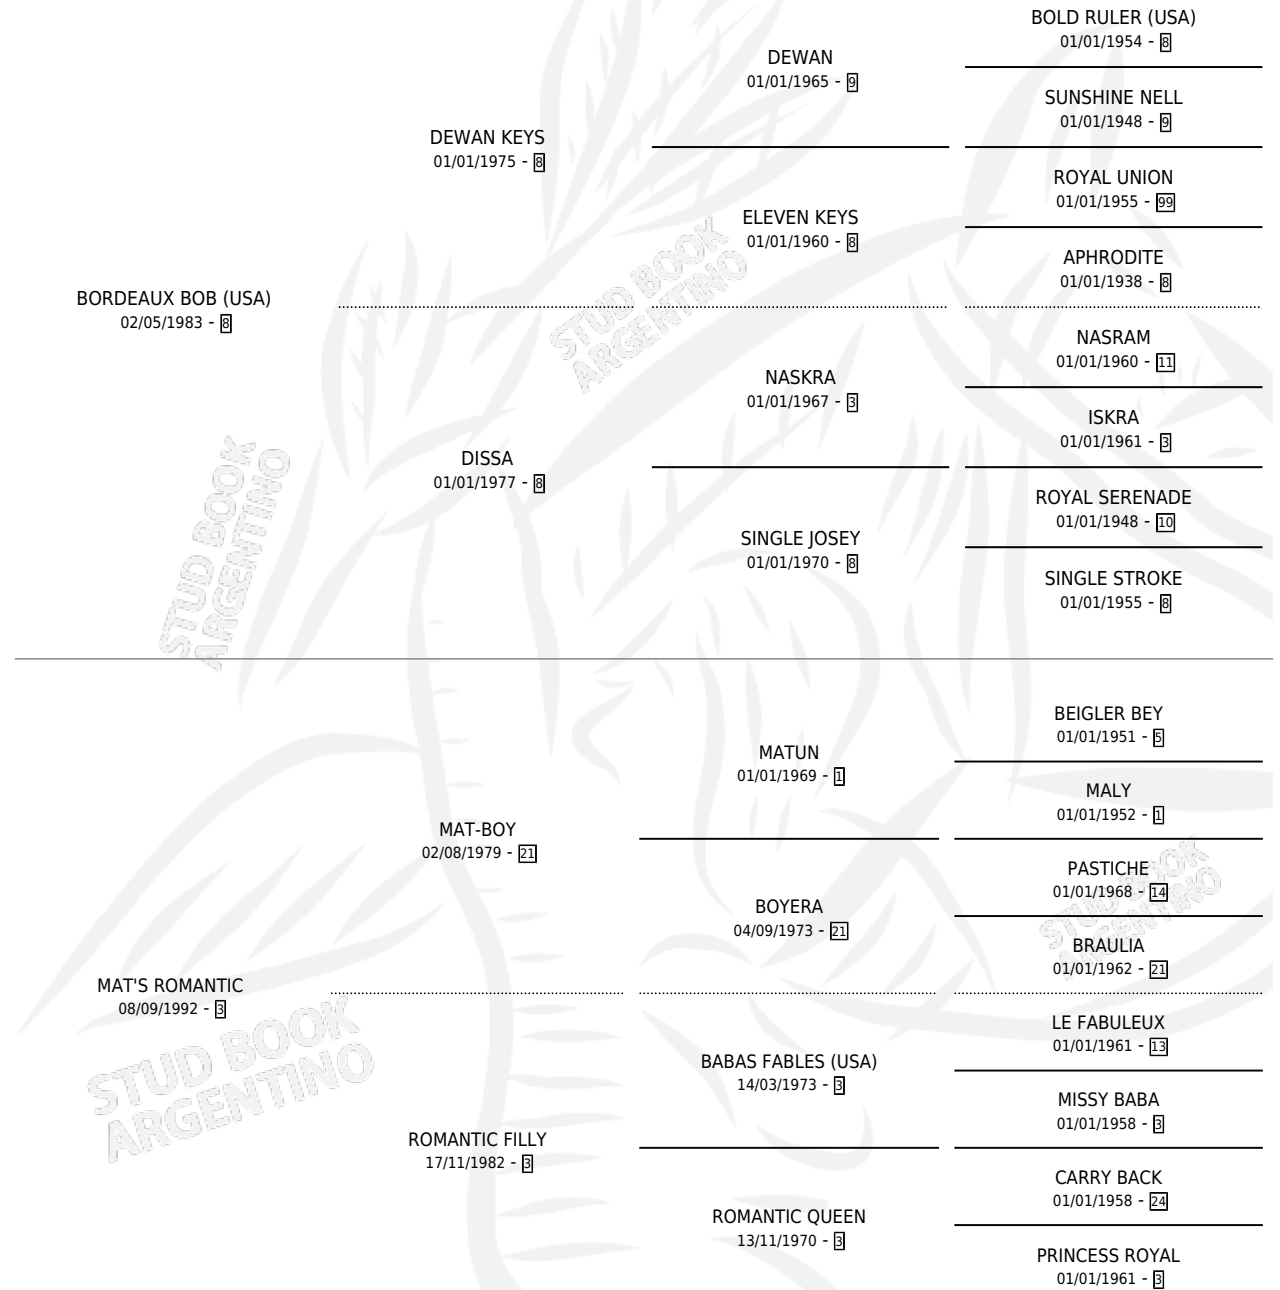 BOLD RULER (USA)
01/01/1954 - 8
DEWAN
01/01/1965 - 9
SUNSHINE NELL
01/01/1948 - 9
DEWAN KEYS
01/01/1975 - 8
ROYAL UNION
01/01/1955 - 99
ELEVEN KEYS
01/01/1960 - 8
APHRODITE
01/01/1938 - 8
BORDEAUX BOB (USA)
02/05/1983 - 8
NASRAM
01/01/1960 - 11
NASKRA
01/01/1967 - 3
ISKRA
01/01/1961 - 3
DISSA
01/01/1977 - 8
ROYAL SERENADE
01/01/1948 - 10
SINGLE JOSEY
01/01/1970 - 8
SINGLE STROKE
01/01/1955 - 8
STUD BOOK
ARGENTINO
STUD BOOK
ARGENTINO
BEIGLER BEY
01/01/1951 - 5
MATUN
01/01/1969 - 1
MALY
01/01/1952 - 1
MAT-BOY
02/08/1979 - 21
PASTICHE
01/01/1968 - 14
BOYERA
04/09/1973 - 21
BRAULIA
01/01/1962 - 21
MAT'S ROMANTIC
08/09/1992 - 3
LE FABULEUX
01/01/1961 - 13
BABAS FABLES (USA)
14/03/1973 - 3
MISSY BABA
01/01/1958 - 3
ROMANTIC FILLY
17/11/1982 - 3
CARRY BACK
01/01/1958 - 24
ROMANTIC QUEEN
13/11/1970 - 3
PRINCESS ROYAL
01/01/1961 - 3
STUD BOOK
ARGENTINO
STUD BOOK
ARGENTINO